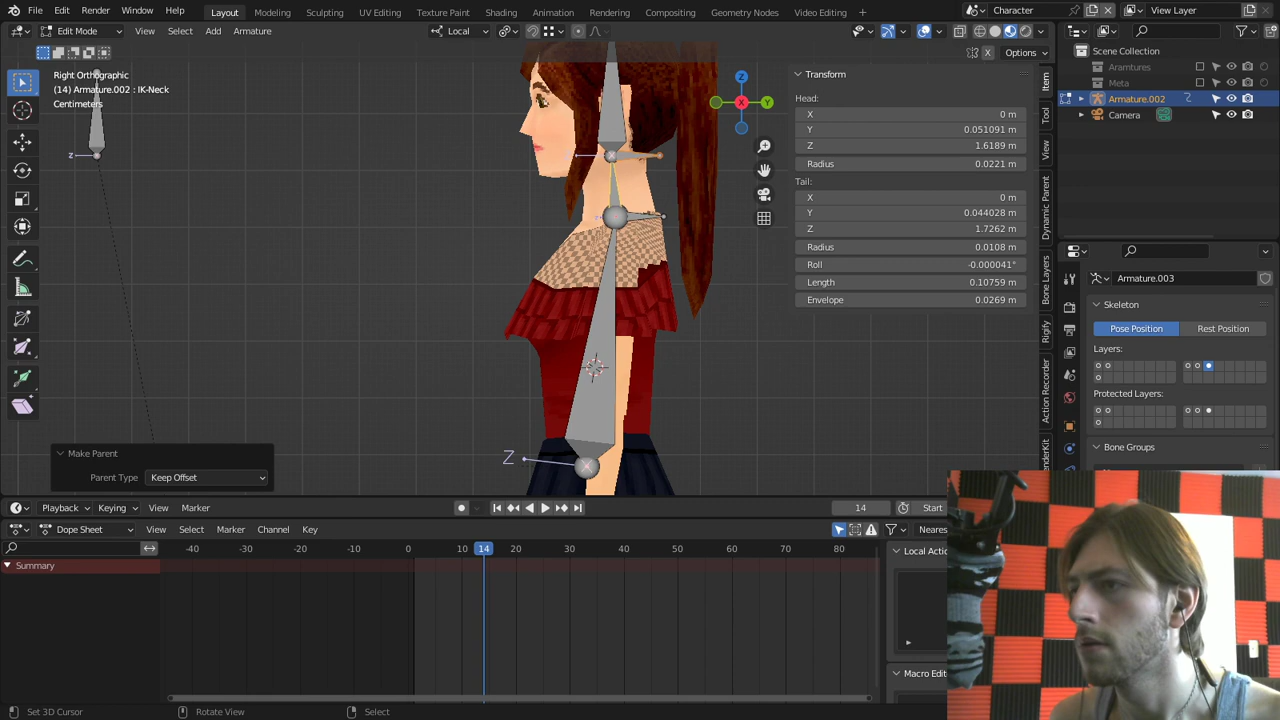 File Edit Render Window Help
Layout Modeling Sculpting UV Editing Texture Paint Shading Animation Rendering Compositing Geometry Nodes Video Editing
Character
View Layer
Edit Mode View Select Add Armature
Local
X
Options
Right Orthographic
(14) Armature.002 : IK-Neck
Centimeters
Z
Y
X
Z
Z
Transform
Head:
X 0 m
Y 0.051091 m
Z 1.6189 m
Radius 0.0221 m
Tail:
X 0 m
Y 0.044028 m
Z 1.7262 m
Radius 0.0108 m
Roll -0.000041°
Length 0.10759 m
Envelope 0.0269 m
Item
Tool
View
Dynamic Parent
Bone Layers
Rigify
Action Recorder
Scene Collection
Aramtures
Meta
Armature.002
Camera
Armature.003
Skeleton
Pose Position Rest Position
Layers:
Protected Layers:
Bone Groups
Make Parent
Parent Type Keep Offset
Playback Keying View Marker
14
Start
Dope Sheet View Select Marker Channel Key
Summary
-40 -30 -20 -10 0 10 14 20 30 40 50 60 70 80
Local Actio
Macro Edit
Set 3D Cursor
Rotate View
Select